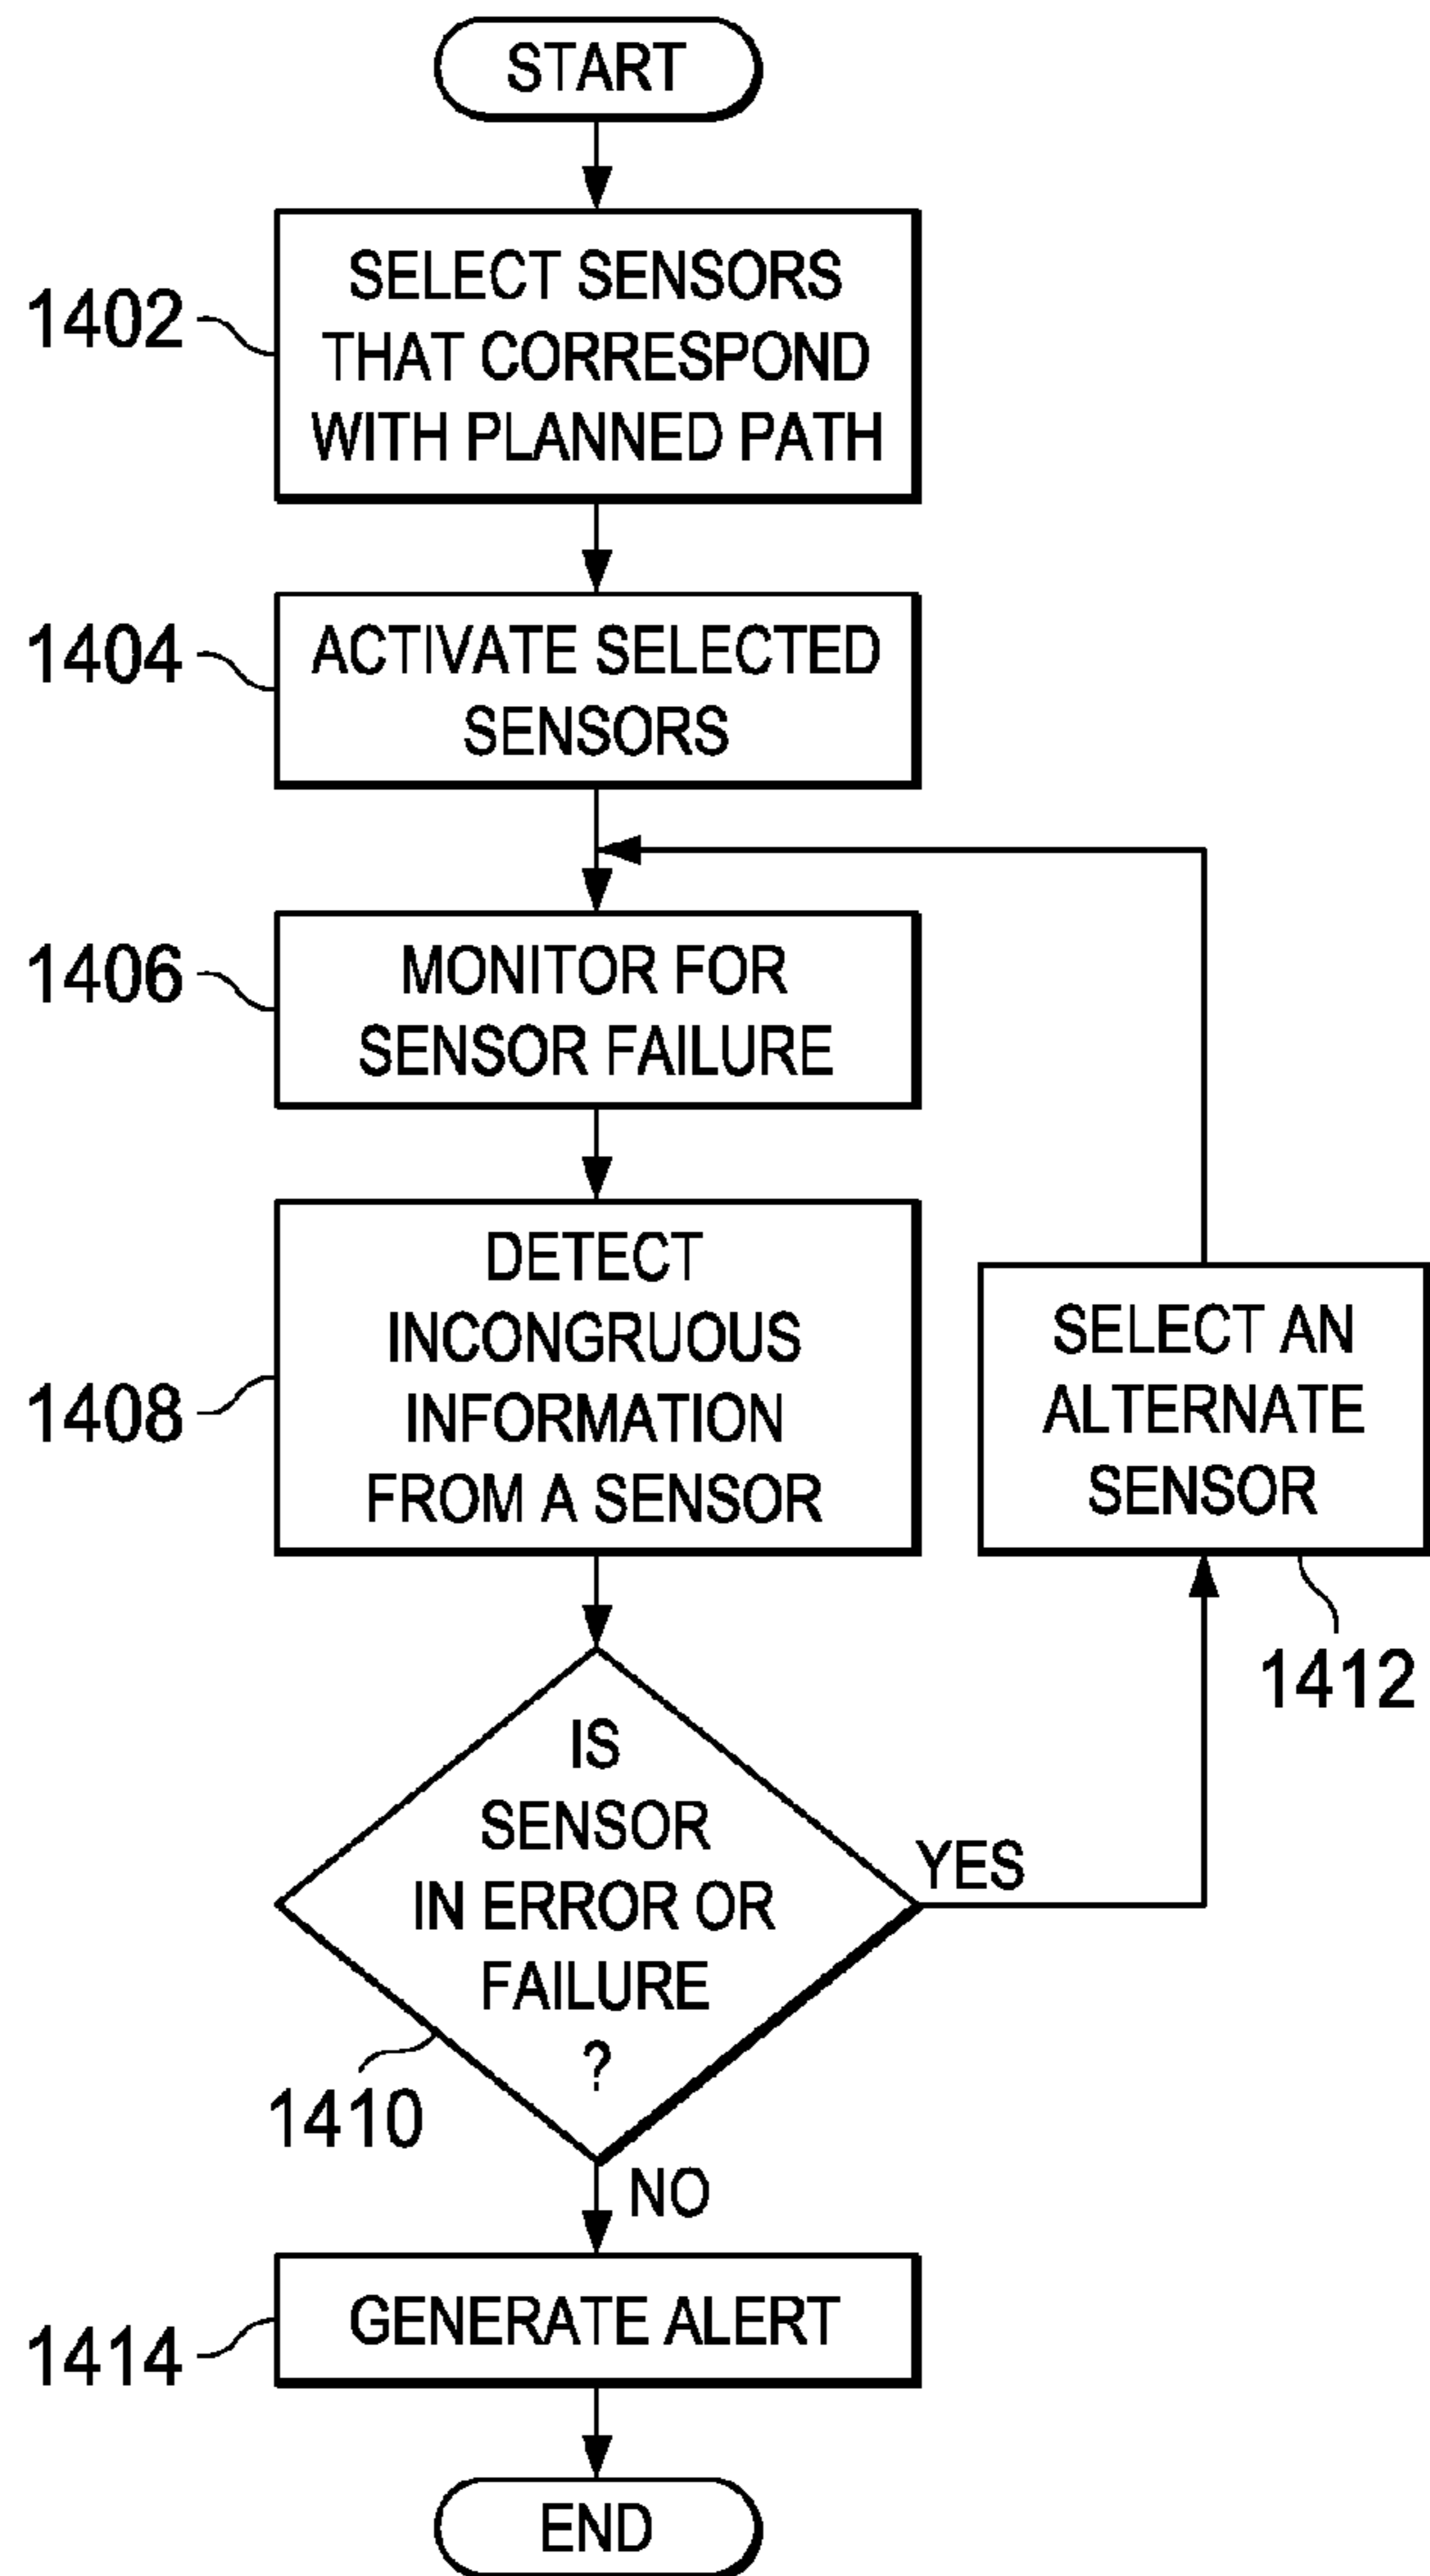 START
1402
SELECT SENSORS
THAT CORRESPOND
WITH PLANNED PATH
1404
ACTIVATE SELECTED
SENSORS
1406
MONITOR FOR
SENSOR FAILURE
1408
DETECT
INCONGRUOUS
INFORMATION
FROM A SENSOR
SELECT AN
ALTERNATE
SENSOR
1412
IS
SENSOR
IN ERROR OR
FAILURE
?
YES
1410
NO
1414
GENERATE ALERT
END